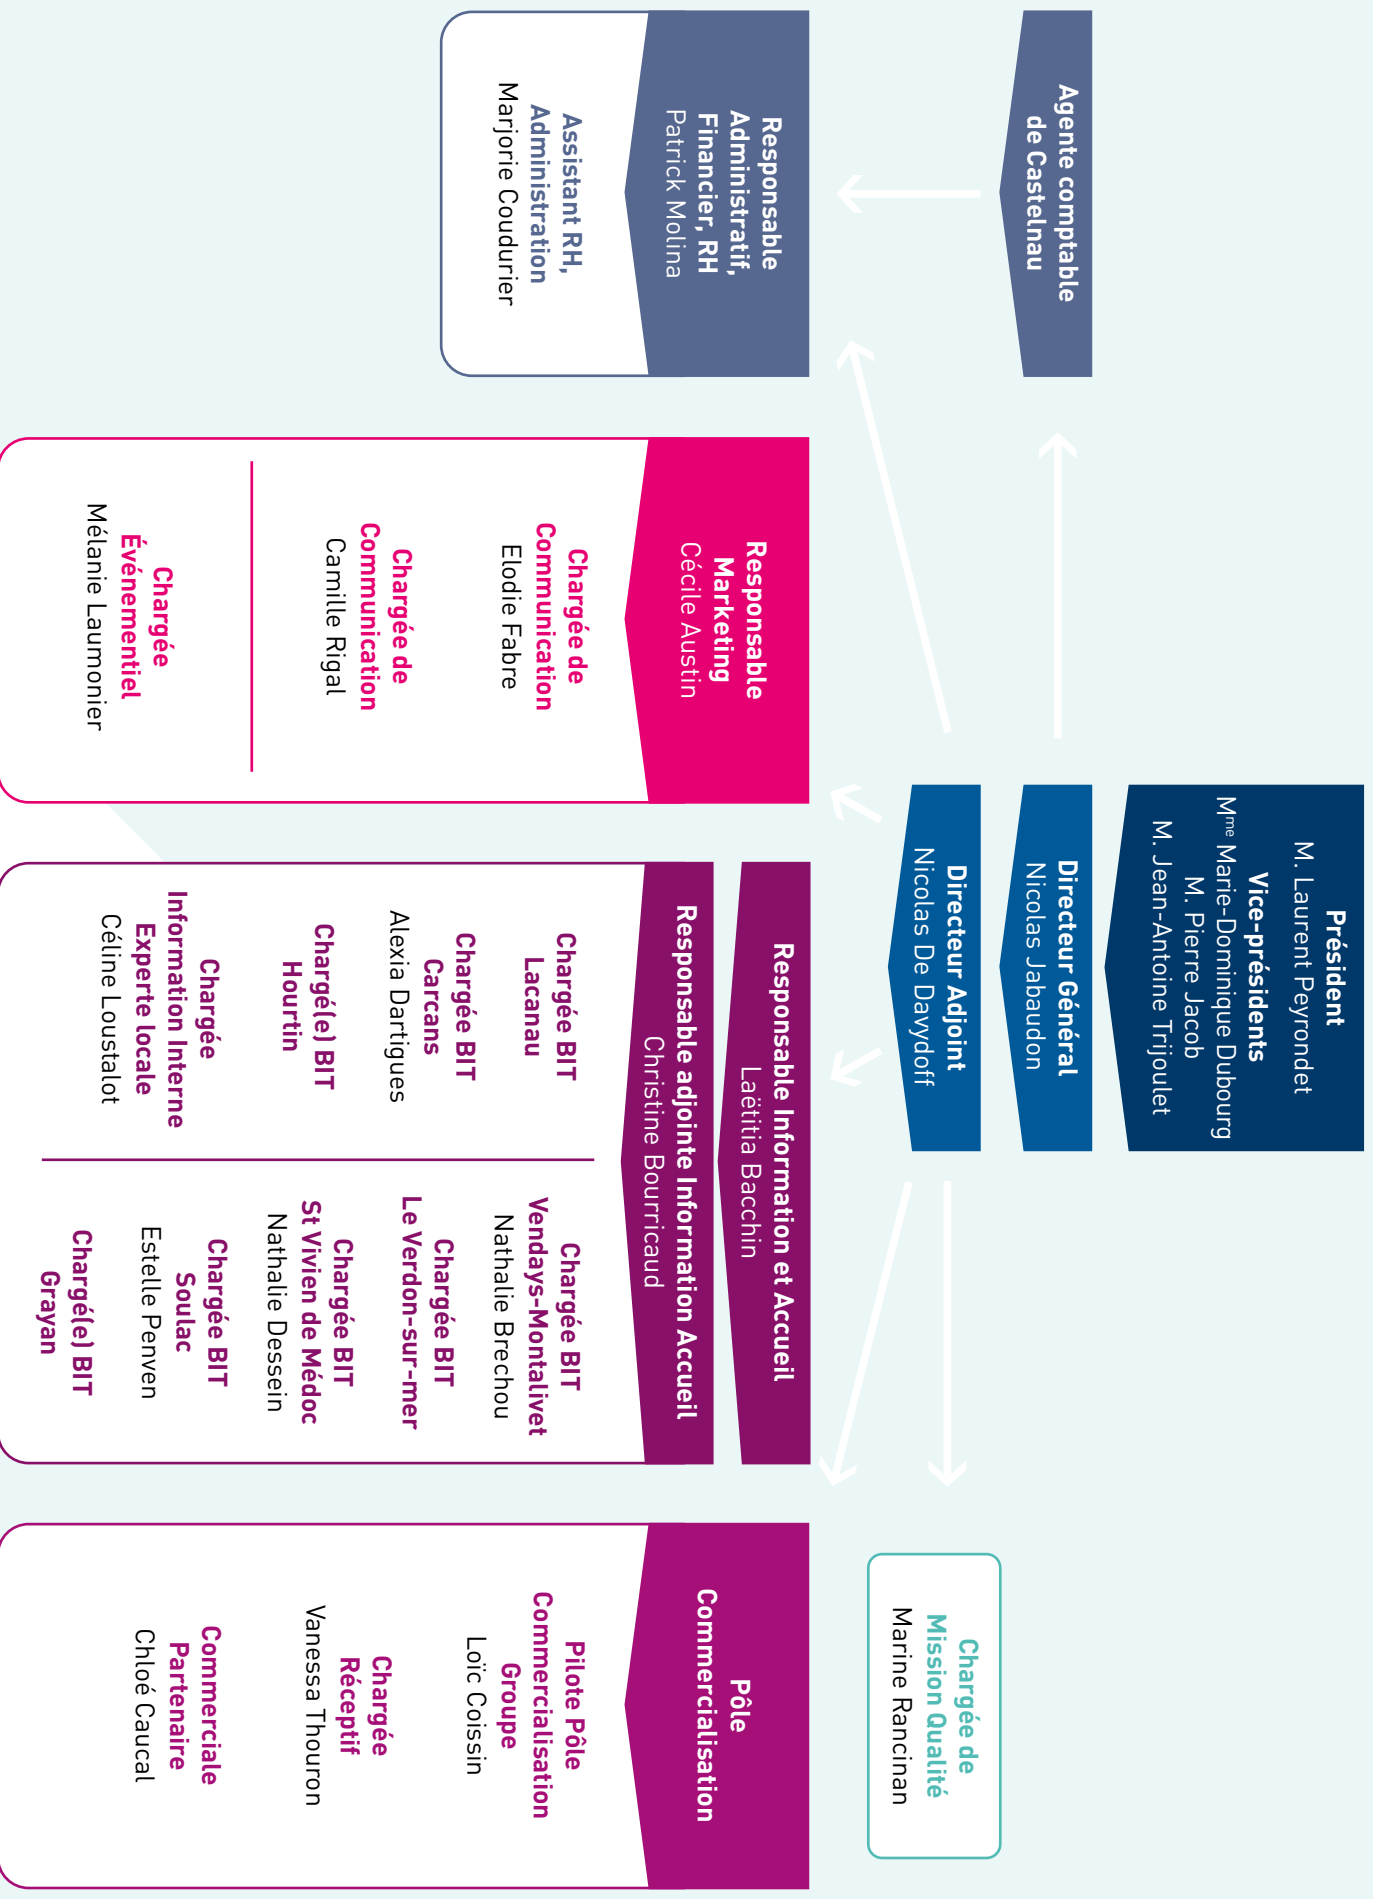 Président
M. Laurent Peyrondet
Vice-présidents
Mme Marie-Dominique Dubourg
M. Pierre Jacob
M. Jean-Antoine Trijoulet
Agente comptable
de Castelnau
Directeur Général
Nicolas Jabaudon
Directeur Adjoint
Nicolas De Davydoff
Chargée de
Mission Qualité
Marine Rancinan
Responsable
Administratif,
Financier, RH
Patrick Molina
Assistant RH,
Administration
Marjorie Coudurier
Responsable
Marketing
Cécile Austin
Chargée de
Communication
Elodie Fabre
Chargée de
Communication
Camille Rigal
Chargée
Événementiel
Mélanie Laumonier
Responsable Information et Accueil
Laëtitia Bacchin
Responsable adjointe Information Accueil
Christine Bourricaud
Chargée BIT
Lacanau
Chargée BIT
Carcans
Alexia Dartigues
Chargé(e) BIT
Hourtin
Chargée
Information Interne
Experte locale
Céline Loustalot
Chargée BIT
Vendays-Montalivet
Nathalie Brechou
Chargée BIT
Le Verdon-sur-mer
Chargée BIT
St Vivien de Médoc
Nathalie Dessein
Chargée BIT
Soulac
Estelle Penven
Chargé(e) BIT
Grayan
Pôle
Commercialisation
Pilote Pôle
Commercialisation
Groupe
Loïc Coissin
Chargée
Réceptif
Vanessa Thouron
Commerciale
Partenaire
Chloé Caucal